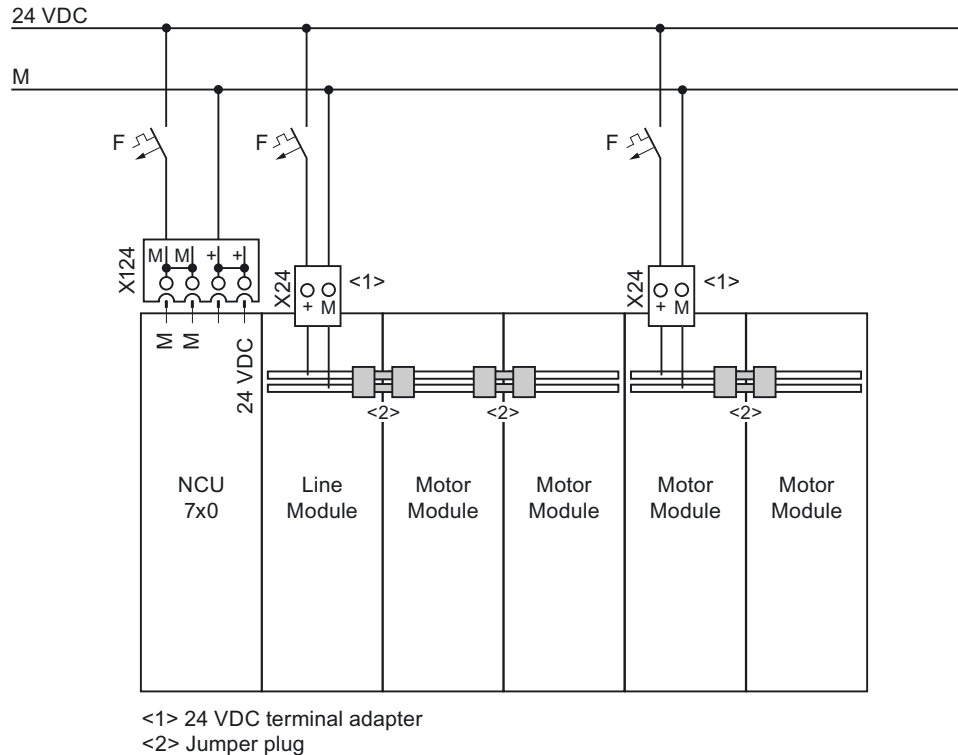 24 VDC
M
F
F
F
X124
M M + +
X24
+ M
<1>
X24
+ M
<1>
M
M
24 VDC
<2>
<2>
<2>
NCU
7x0
Line
Module
Motor
Module
Motor
Module
Motor
Module
Motor
Module
<1> 24 VDC terminal adapter
<2> Jumper plug